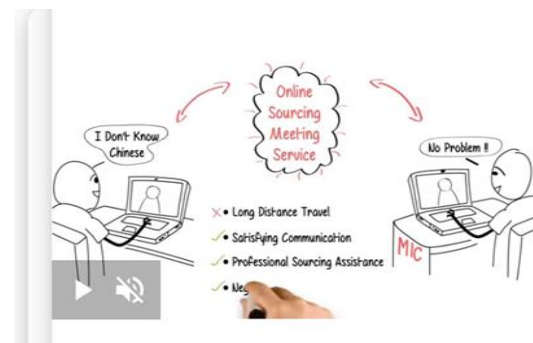 Online
Sourcing
Meeting
Service
I Don't Know
Chinese
No Problem !!
Long Distance Travel
Satisfying Communication
Professional Sourcing Assistance
MIC